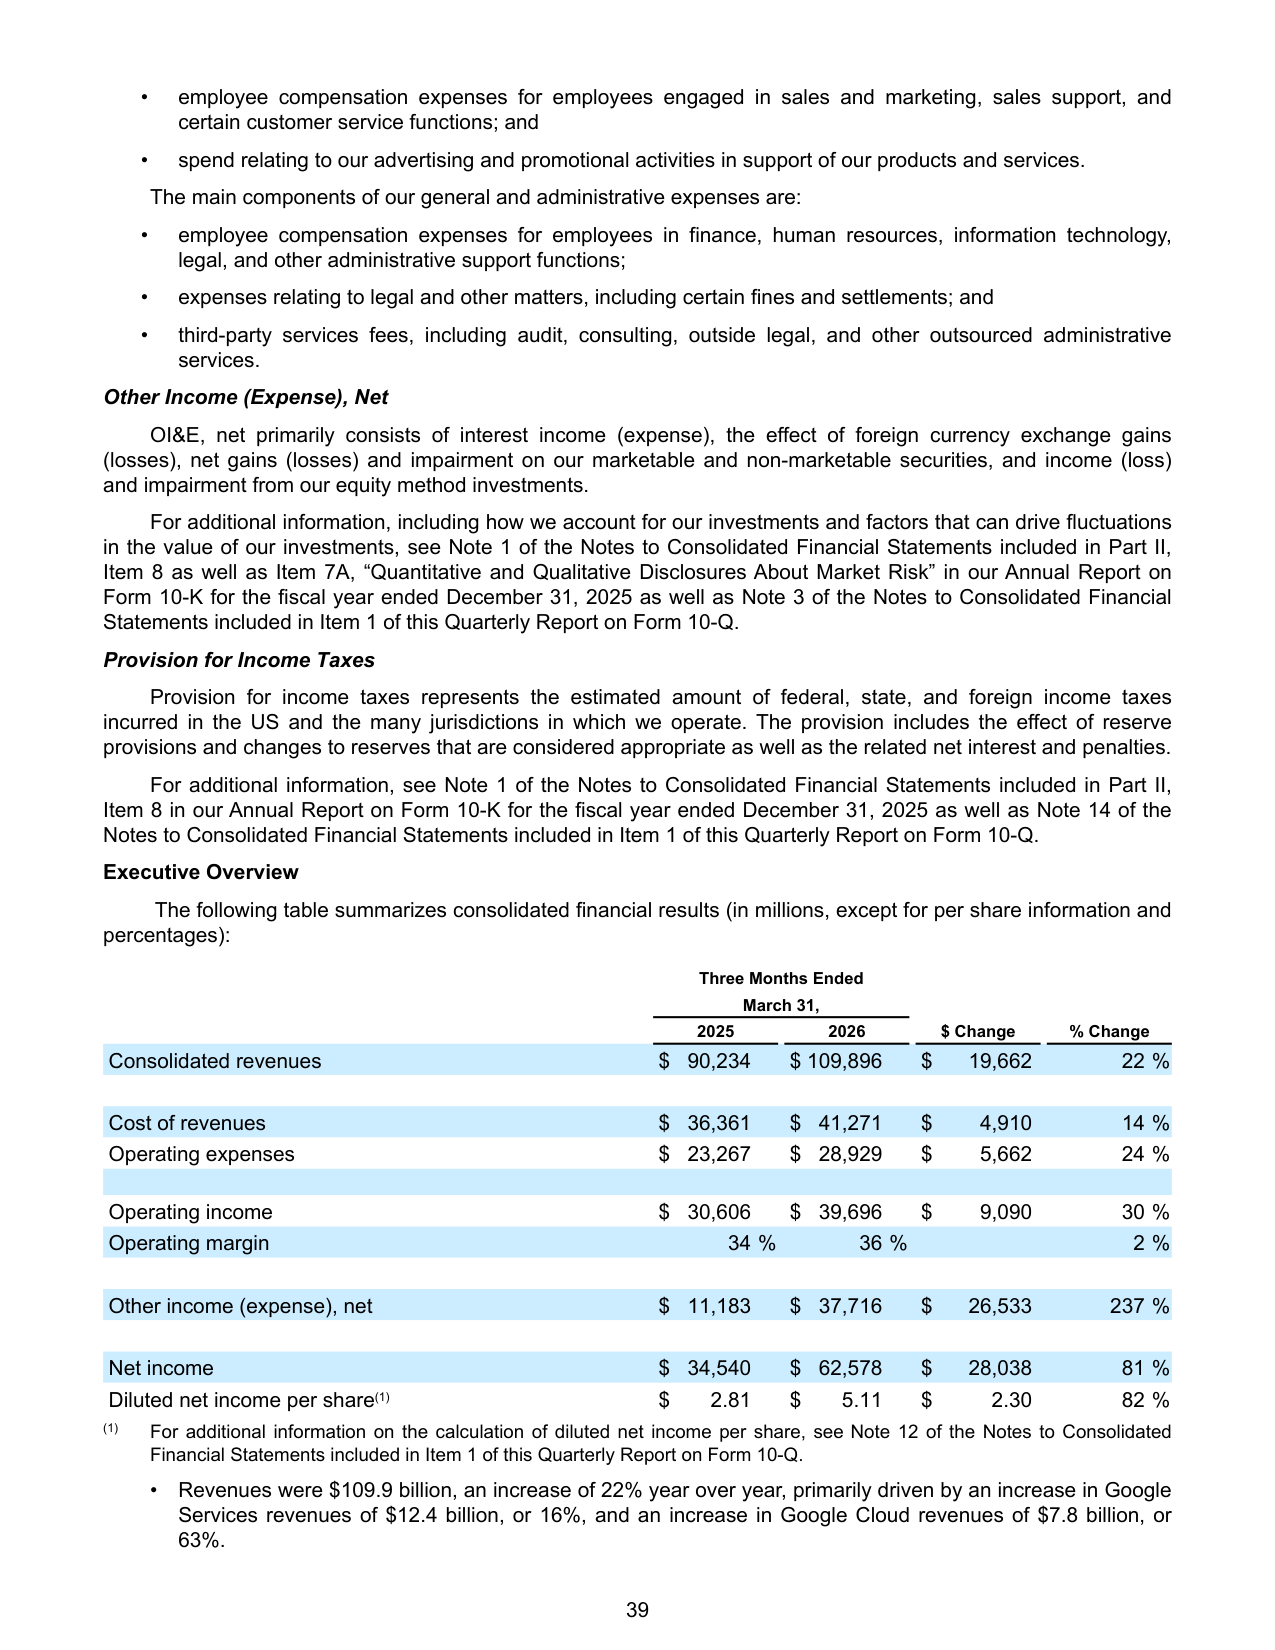 • employee compensation expenses for employees engaged in sales and marketing, sales support, and
certain customer service functions; and
• spend relating to our advertising and promotional activities in support of our products and services.
The main components of our general and administrative expenses are:
• employee compensation expenses for employees in finance, human resources, information technology,
legal, and other administrative support functions;
• expenses relating to legal and other matters, including certain fines and settlements; and
• third-party services fees, including audit, consulting, outside legal, and other outsourced administrative
services.
Other Income (Expense), Net
OI&E, net primarily consists of interest income (expense), the effect of foreign currency exchange gains
(losses), net gains (losses) and impairment on our marketable and non-marketable securities, and income (loss)
and impairment from our equity method investments.
For additional information, including how we account for our investments and factors that can drive fluctuations
in the value of our investments, see Note 1 of the Notes to Consolidated Financial Statements included in Part II,
Item 8 as well as Item 7A, “Quantitative and Qualitative Disclosures About Market Risk” in our Annual Report on
Form 10-K for the fiscal year ended December 31, 2025 as well as Note 3 of the Notes to Consolidated Financial
Statements included in Item 1 of this Quarterly Report on Form 10-Q.
Provision for Income Taxes
Provision for income taxes represents the estimated amount of federal, state, and foreign income taxes
incurred in the US and the many jurisdictions in which we operate. The provision includes the effect of reserve
provisions and changes to reserves that are considered appropriate as well as the related net interest and penalties.
For additional information, see Note 1 of the Notes to Consolidated Financial Statements included in Part II,
Item 8 in our Annual Report on Form 10-K for the fiscal year ended December 31, 2025 as well as Note 14 of the
Notes to Consolidated Financial Statements included in Item 1 of this Quarterly Report on Form 10-Q.
Executive Overview
The following table summarizes consolidated financial results (in millions, except for per share information and
percentages):
Three Months Ended
March 31,
2025 2026 $ Change % Change
Consolidated revenues $ 90,234 $ 109,896 $ 19,662 22 %
Cost of revenues $ 36,361 $ 41,271 $ 4,910 14 %
Operating expenses $ 23,267 $ 28,929 $ 5,662 24 %
Operating income $ 30,606 $ 39,696 $ 9,090 30 %
Operating margin 34 % 36 % 2 %
Other income (expense), net $ 11,183 $ 37,716 $ 26,533 237 %
Net income $ 34,540 $ 62,578 $ 28,038 81 %
Diluted net income per share(1) $ 2.81 $ 5.11 $ 2.30 82 %
(1) For additional information on the calculation of diluted net income per share, see Note 12 of the Notes to Consolidated
Financial Statements included in Item 1 of this Quarterly Report on Form 10-Q.
• Revenues were $109.9 billion, an increase of 22% year over year, primarily driven by an increase in Google
Services revenues of $12.4 billion, or 16%, and an increase in Google Cloud revenues of $7.8 billion, or
63%.
39